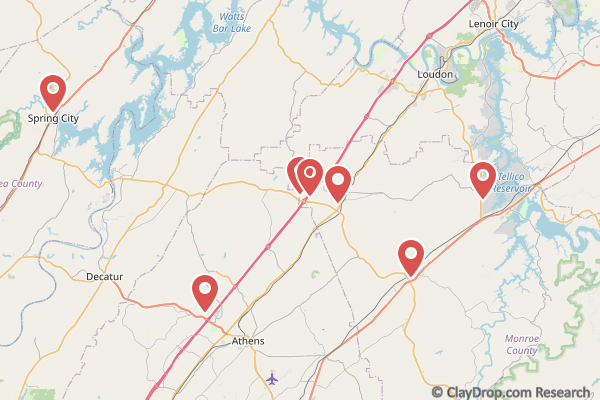 Watts
Bar Lake
Lenoir City
Loudon
Spring City
ea County
Tellico
Reservoir
Decatur
Athens
Monroe
County
© ClayDrop.com Research